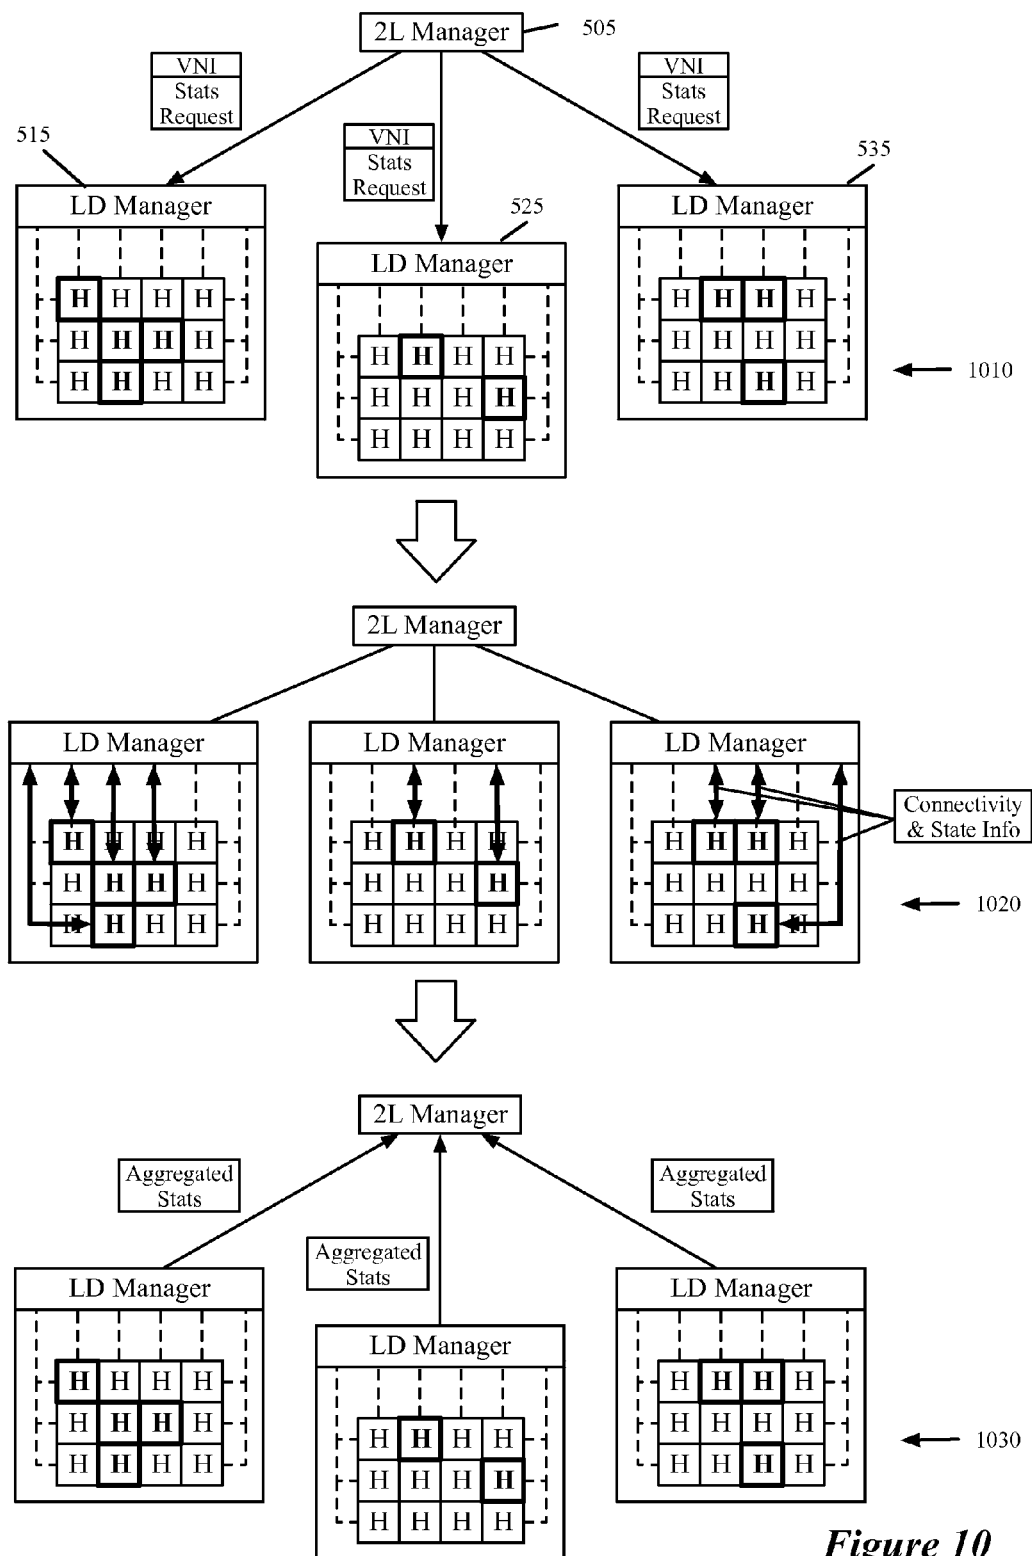 2L Manager
505
VNI
Stats
Request
VNI
Stats
Request
VNI
Stats
Request
515
525
535
LD Manager
H H H H
H H H H
H H H H
LD Manager
H H H H
H H H H
H H H H
LD Manager
H H H H
H H H H
H H H H
1010
2L Manager
LD Manager
H H H H
H H H H
H H H H
LD Manager
H H H H
H H H H
H H H H
LD Manager
H H H H
H H H H
H H H H
Connectivity
& State Info
1020
2L Manager
Aggregated
Stats
Aggregated
Stats
Aggregated
Stats
LD Manager
H H H H
H H H H
H H H H
LD Manager
H H H H
H H H H
H H H H
LD Manager
H H H H
H H H H
H H H H
1030
Figure 10